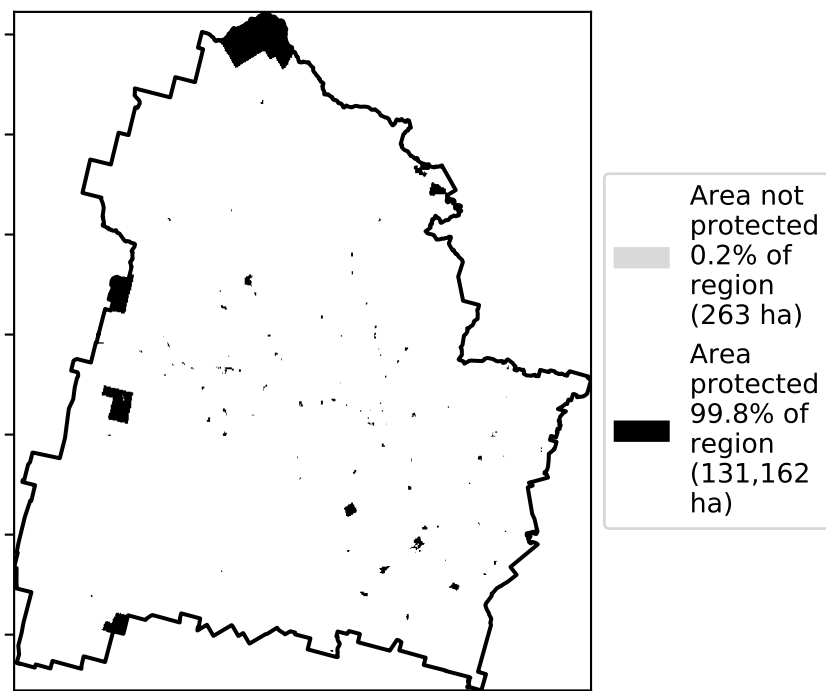 Area not
protected
0.2% of
region
(263 ha)
Area
protected
99.8% of
region
(131,162
ha)